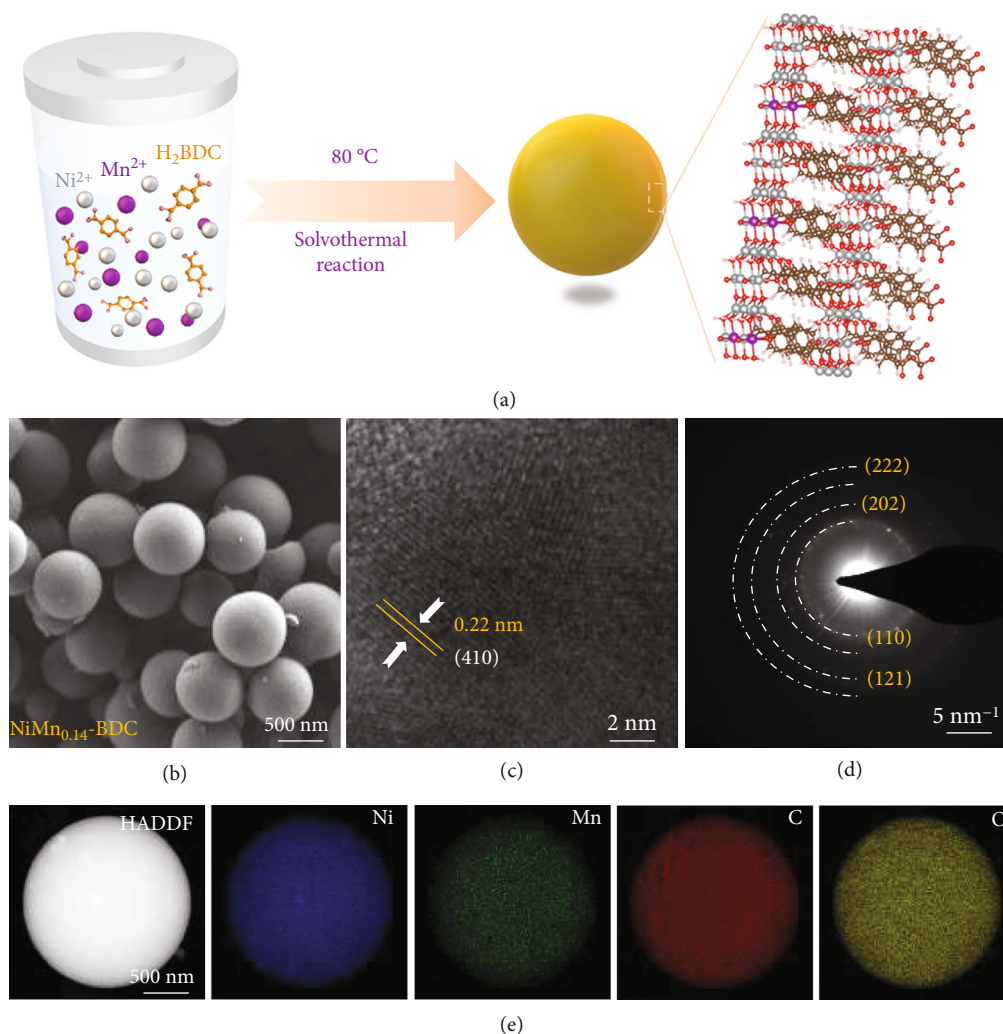 H₂BDC
Mn²⁺
Ni²⁺
80 °C
Solvothermal
reaction
(a)
NiMn₀.₁₄-BDC
500 nm
(b)
0.22 nm
(410)
2 nm
(c)
(222)
(202)
(110)
(121)
5 nm⁻¹
(d)
HADDF
500 nm
Ni
Mn
C
(e)